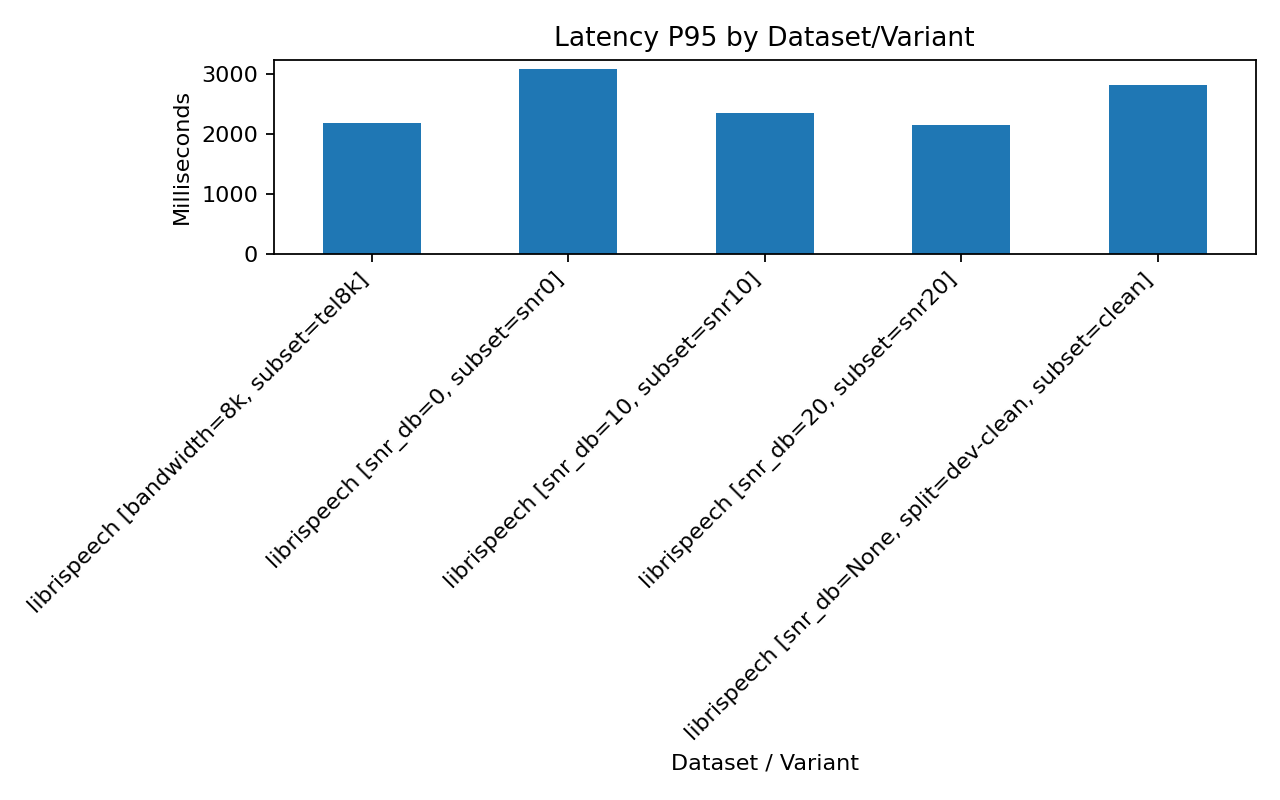 Latency P95 by Dataset/Variant
Milliseconds
3000
2000
1000
0
librispeech [bandwidth=8k, subset=tel8k]
librispeech [snr_db=0, subset=snr0]
librispeech [snr_db=10, subset=snr10]
librispeech [snr_db=20, subset=snr20]
librispeech [snr_db=None, split=dev-clean, subset=clean]
Dataset / Variant